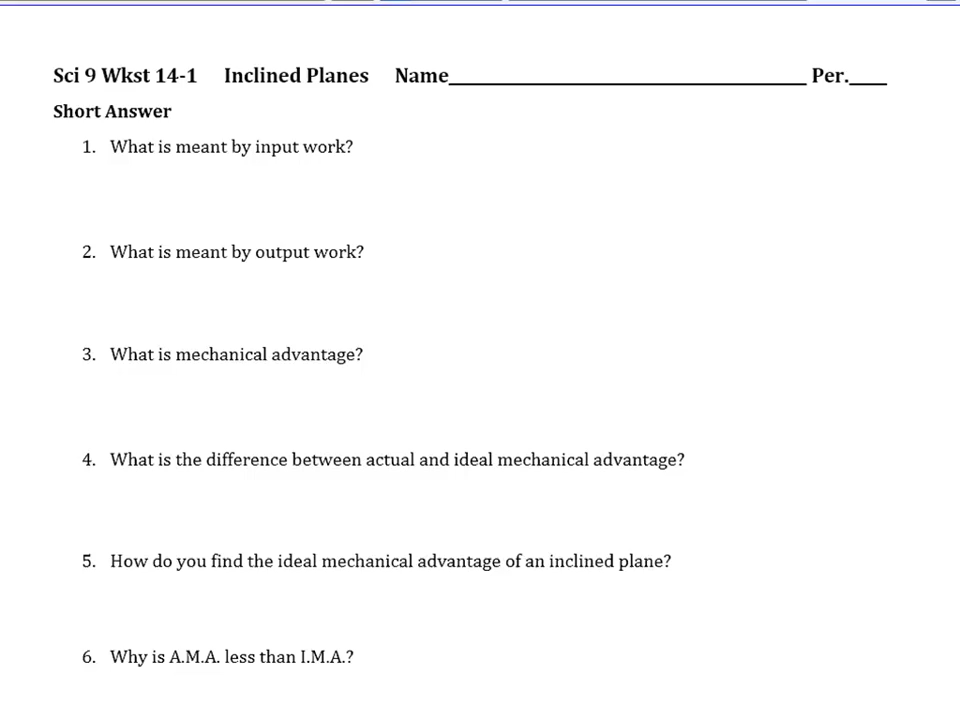 Sci 9 Wkst 14-1 Inclined Planes Name____________________ Per.____
Short Answer
1. What is meant by input work?
2. What is meant by output work?
3. What is mechanical advantage?
4. What is the difference between actual and ideal mechanical advantage?
5. How do you find the ideal mechanical advantage of an inclined plane?
6. Why is A.M.A. less than I.M.A.?